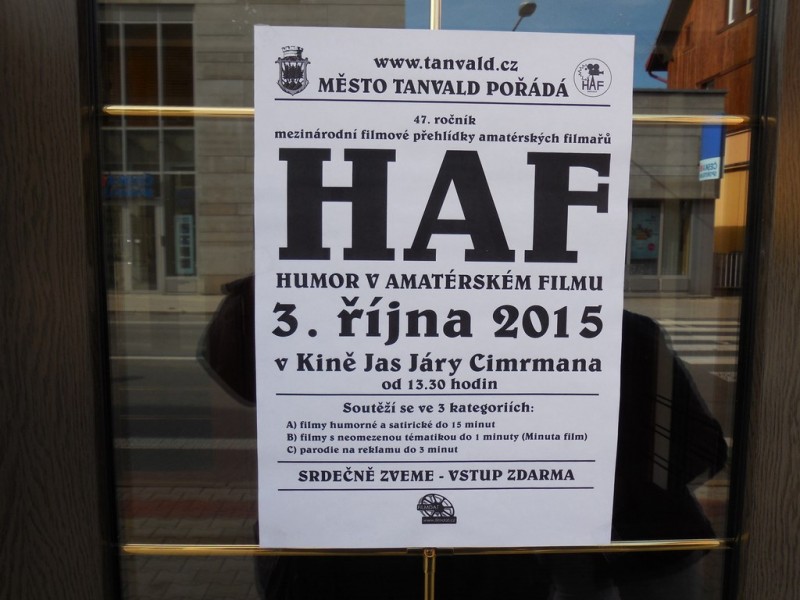 www.tanvald.cz
MĚSTO TANVALD POŘÁDÁ
HAF
47. ročník
mezinárodní filmové přehlídky amatérských filmařů
HAF
HUMOR V AMATÉRSKÉM FILMU
3. října 2015
v Kině Jas Járy Cimrmana
od 13.30 hodin
Soutěží se ve 3 kategoriích:
A) filmy humorné a satirické do 15 minut
B) filmy s neomezenou tématikou do 1 minuty (Minuta film)
C) parodie na reklamu do 3 minut
SRDEČNĚ ZVEME - VSTUP ZDARMA